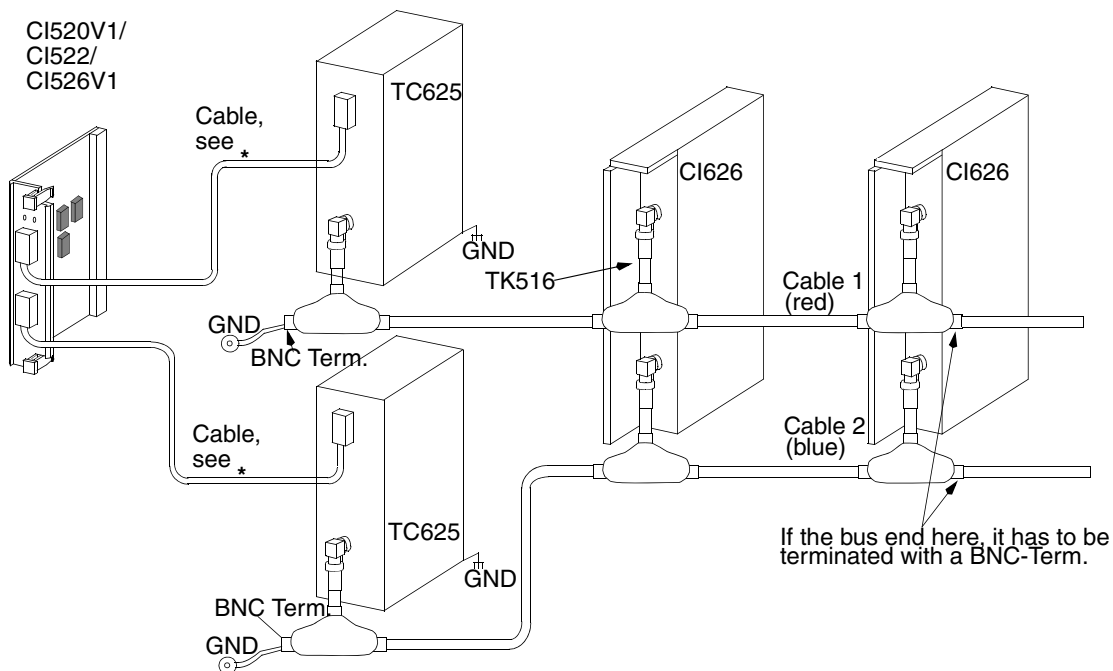 CI520V1/
CI522/
CI526V1
Cable,
see *
TC625
GND
CI626
CI626
TK516
Cable 1
(red)
GND
BNC Term.
Cable,
see *
TC625
GND
Cable 2
(blue)
BNC Term.
GND
If the bus end here, it has to be
terminated with a BNC-Term.